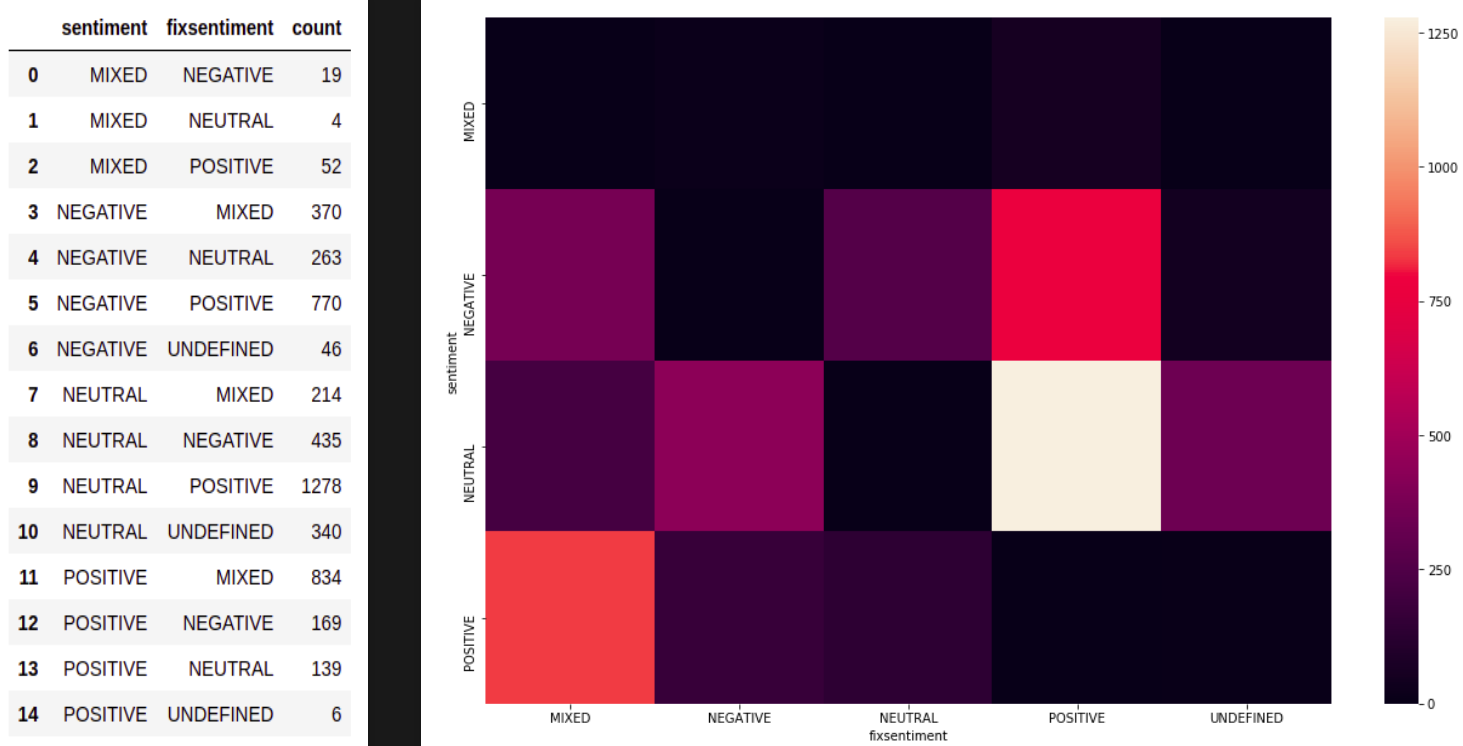 sentiment fixsentiment count
0 MIXED NEGATIVE 19
1 MIXED NEUTRAL 4
2 MIXED POSITIVE 52
3 NEGATIVE MIXED 370
4 NEGATIVE NEUTRAL 263
5 NEGATIVE POSITIVE 770
6 NEGATIVE UNDEFINED 46
7 NEUTRAL MIXED 214
8 NEUTRAL NEGATIVE 435
9 NEUTRAL POSITIVE 1278
10 NEUTRAL UNDEFINED 340
11 POSITIVE MIXED 834
12 POSITIVE NEGATIVE 169
13 POSITIVE NEUTRAL 139
14 POSITIVE UNDEFINED 6
sentiment
MIXED
NEGATIVE
NEUTRAL
POSITIVE
MIXED NEGATIVE NEUTRAL POSITIVE UNDEFINED
fixsentiment
1250
1000
750
500
250
0